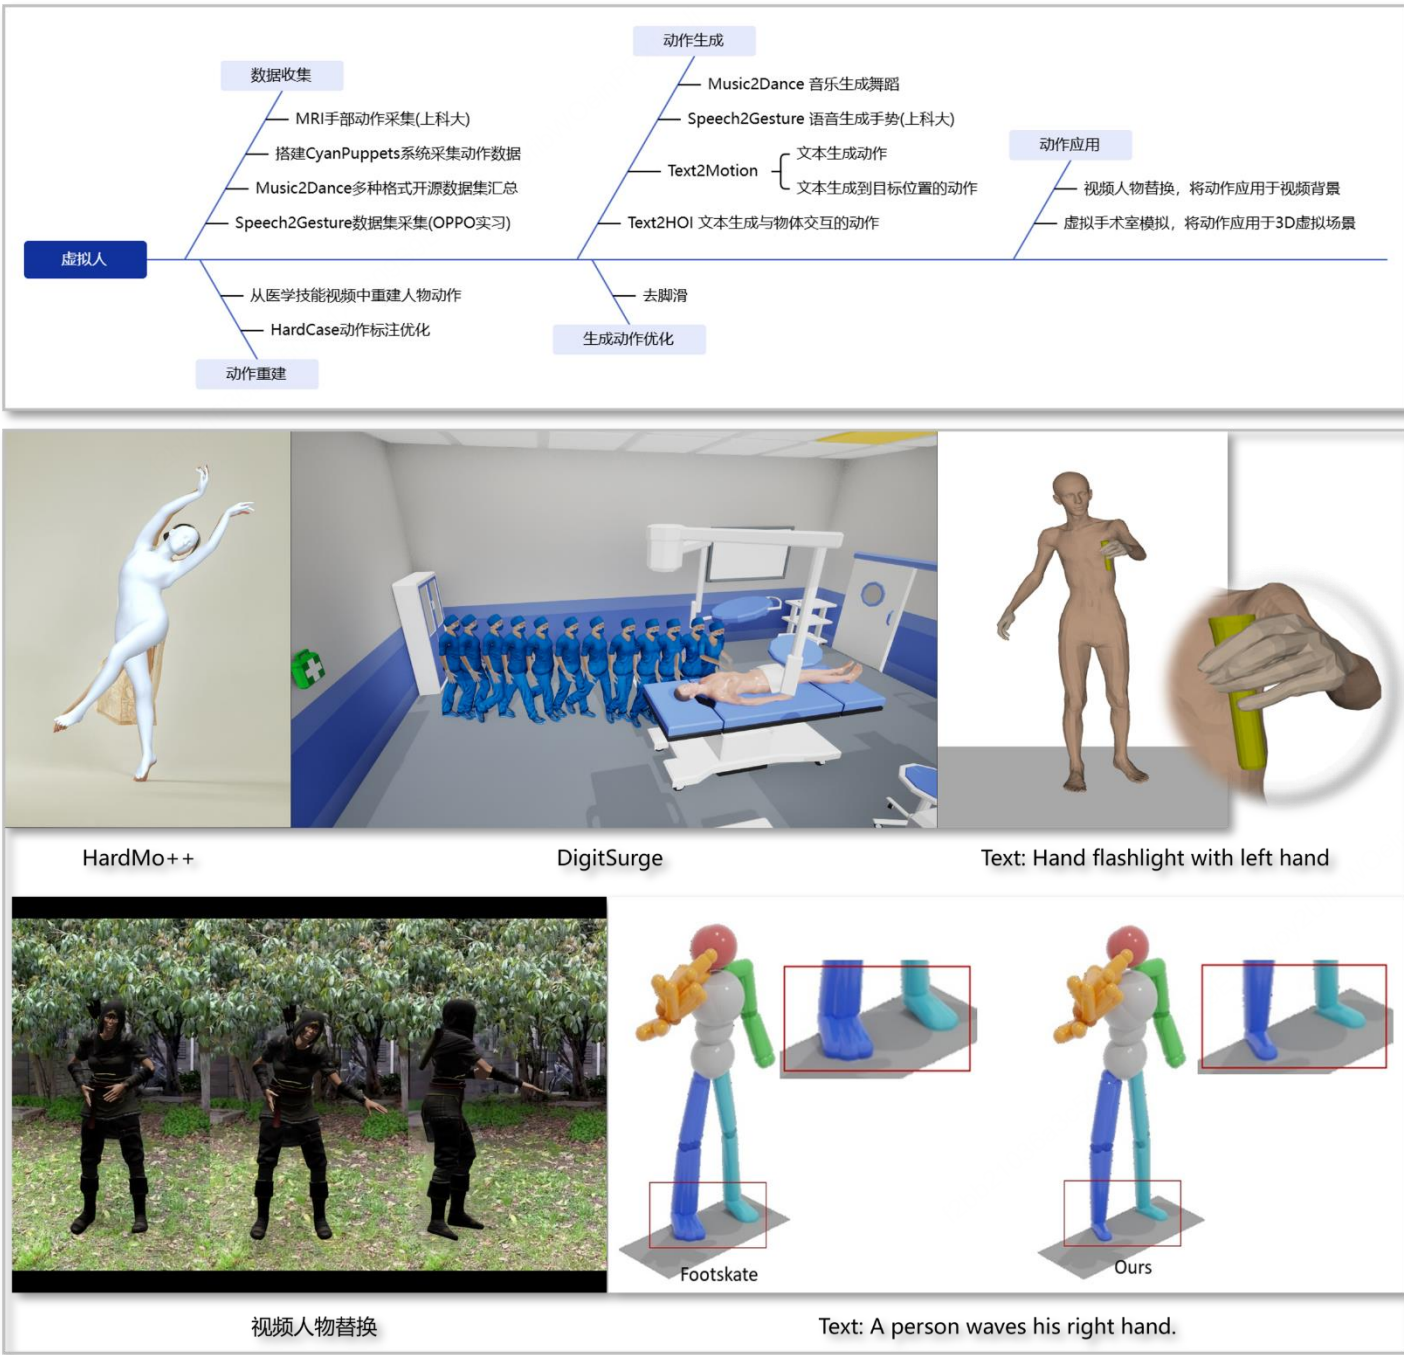 数据收集
MRI手部动作采集(上科大)
搭建CyanPuppets系统采集动作数据
Music2Dance多种格式开源数据集汇总
Speech2Gesture数据集采集(OPPO实习)
动作生成
Music2Dance 音乐生成舞蹈
Speech2Gesture 语音生成手势(上科大)
Text2Motion
文本生成动作
文本生成到目标位置的动作
Text2HOI 文本生成与物体交互的动作
动作应用
视频人物替换，将动作应用于视频背景
虚拟手术室模拟，将动作应用于3D虚拟场景
虚拟人
从医学技能视频中重建人物动作
HardCase动作标注优化
动作重建
去脚滑
生成动作优化
HardMo++
DigitSurge
Text: Hand flashlight with left hand
Footskate
Ours
视频人物替换
Text: A person waves his right hand.